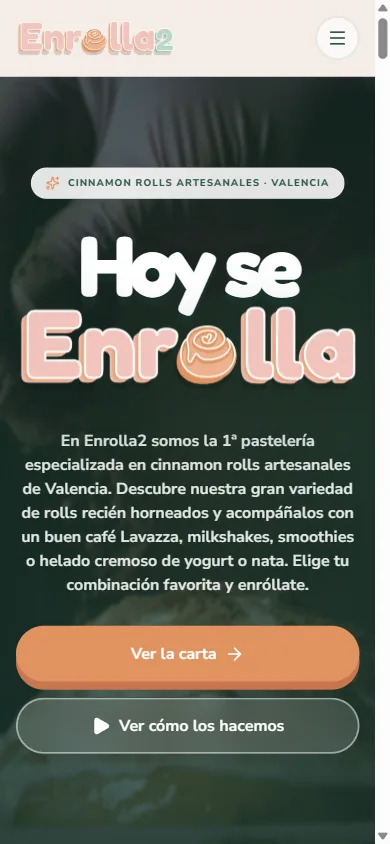 Enrolla2
CINNAMON ROLLS ARTESANALES · VALENCIA
Hoy se
Enrolla
En Enrolla2 somos la 1ª pastelería
especializada en cinnamon rolls artesanales
de Valencia. Descubre nuestra gran variedad
de rolls recién horneados y acompáñalos con
un buen café Lavazza, milkshakes, smoothies
o helado cremoso de yogurt o nata. Elige tu
combinación favorita y enróllate.
Ver la carta
Ver cómo los hacemos